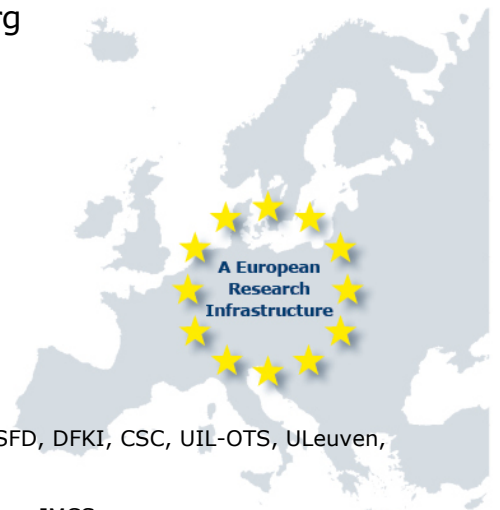 rg
A European
Research
Infrastructure
SFD, DFKI, CSC, UIL-OTS, ULeuven,